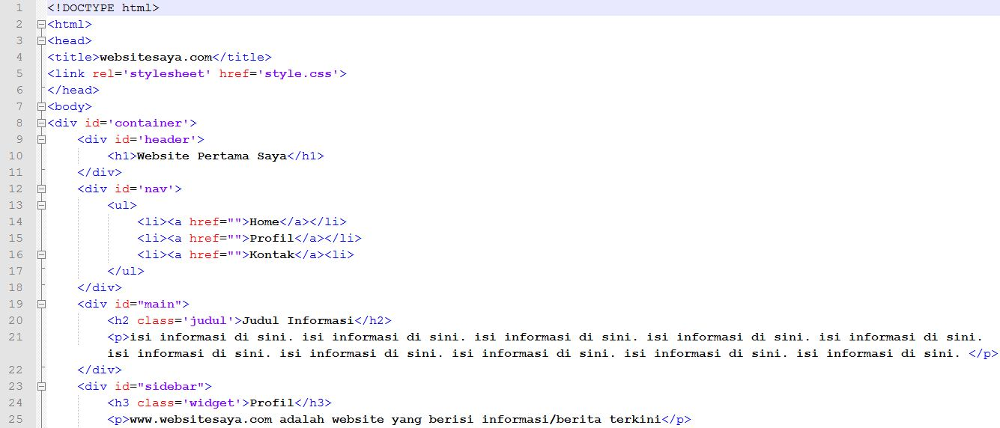 1 <!DOCTYPE html>
2 <html>
3 <head>
4 <title>websitesaya.com</title>
5 <link rel='stylesheet' href='style.css'>
6 </head>
7 <body>
8 <div id='container'>
9 <div id='header'>
10 <h1>Website Pertama Saya</h1>
11 </div>
12 <div id='nav'>
13 <ul>
14 <li><a href="">Home</a></li>
15 <li><a href="">Profil</a></li>
16 <li><a href="">Kontak</a><li>
17 </ul>
18 </div>
19 <div id="main">
20 <h2 class='judul'>Judul Informasi</h2>
21 <p>isi informasi di sini. isi informasi di sini. isi informasi di sini. isi informasi di sini. isi informasi di sini.
isi informasi di sini. isi informasi di sini. isi informasi di sini. isi informasi di sini. isi informasi di sini. </p>
22 </div>
23 <div id="sidebar">
24 <h3 class='widget'>Profil</h3>
25 <p>www.websitesaya.com adalah website yang berisi informasi/berita terkini</p>